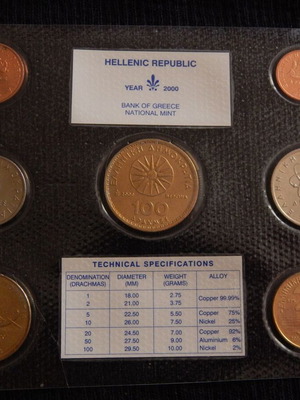 HELLENIC REPUBLIC
YEAR 2000
BANK OF GREECE
NATIONAL MINT
ΕΛΛΗΝΙΚΗ ΔΗΜΟΚΡΑΤΙΑ
100
TECHNICAL SPECIFICATIONS
DENOMINATION (DRACHMAS) DIAMETER (MM) WEIGHT (GRAMS) ALLOY
1 18.00 2.75 Copper 99.99%
2 21.00 3.75
5 22.50 5.50 Copper 75%
10 26.00 7.50 Nickel 25%
20 24.50 7.00 Copper 92%
50 27.50 9.00 Aluminium 6%
100 29.50 10.00 Nickel 2%